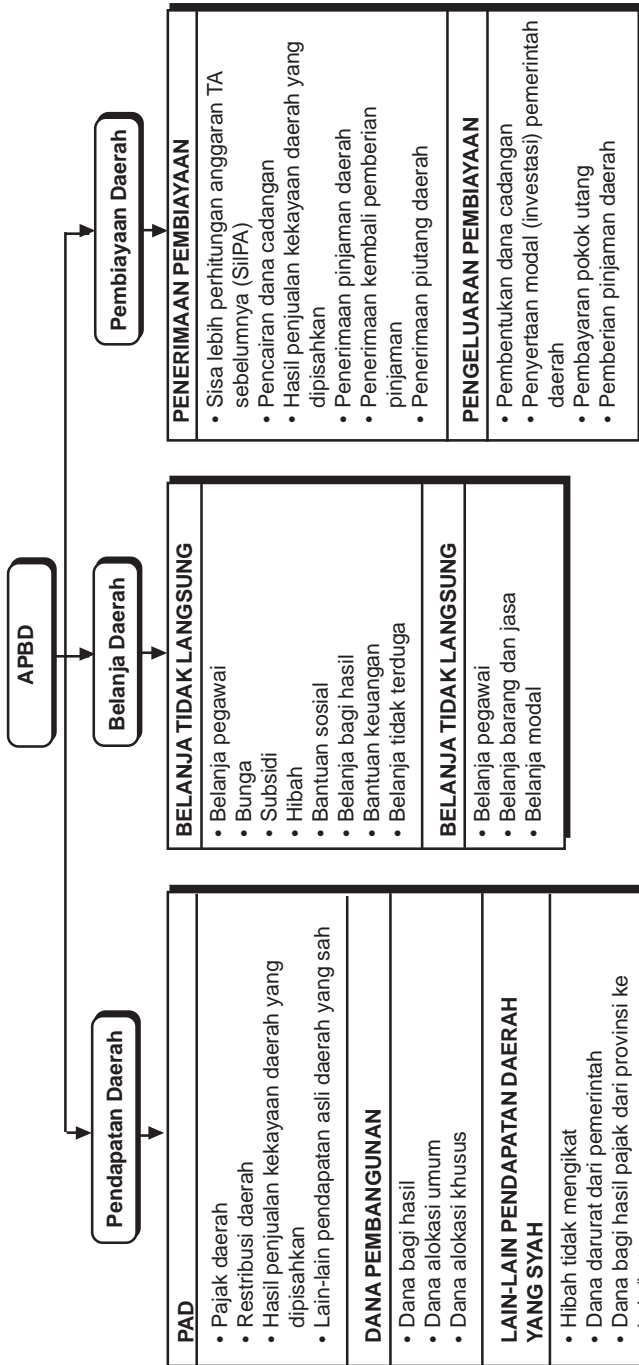 APBD
Pendapatan Daerah
Belanja Daerah
Pembiayaan Daerah
PAD
• Pajak daerah
• Restribusi daerah
• Hasil penjualan kekayaan daerah yang
dipisahkan
• Lain-lain pendapatan asli daerah yang sah
DANA PEMBANGUNAN
• Dana bagi hasil
• Dana alokasi umum
• Dana alokasi khusus
LAIN-LAIN PENDAPATAN DAERAH
YANG SYAH
• Hibah tidak mengikat
• Dana darurat dari pemerintah
• Dana bagi hasil pajak dari provinsi ke
BELANJA TIDAK LANGSUNG
• Belanja pegawai
• Bunga
• Subsidi
• Hibah
• Bantuan sosial
• Belanja bagi hasil
• Bantuan keuangan
• Belanja tidak terduga
BELANJA TIDAK LANGSUNG
• Belanja pegawai
• Belanja barang dan jasa
• Belanja modal
PENERIMAAN PEMBIAYAAN
• Sisa lebih perhitungan anggaran TA
sebelumnya (SilPA)
• Pencairan dana cadangan
• Hasil penjualan kekayaan daerah yang
dipisahkan
• Penerimaan pinjaman daerah
• Penerimaan kembali pemberian
pinjaman
• Penerimaan piutang daerah
PENGELUARAN PEMBIAYAAN
• Pembentukan dana cadangan
• Penyertaan modal (investasi) pemerintah
daerah
• Pembayaran pokok utang
• Pemberian pinjaman daerah